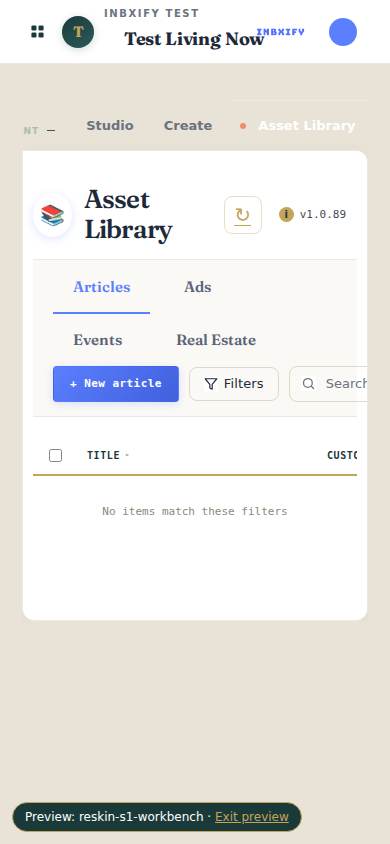 INBXIFY TEST
T
Test Living Now
INBXIFY
NT —
Studio
Create
Asset Library
Asset Library
i v1.0.89
Articles
Ads
Events
Real Estate
+ New article
Filters
Search
TITLE
CUSTO
No items match these filters
Preview: reskin-s1-workbench · Exit preview